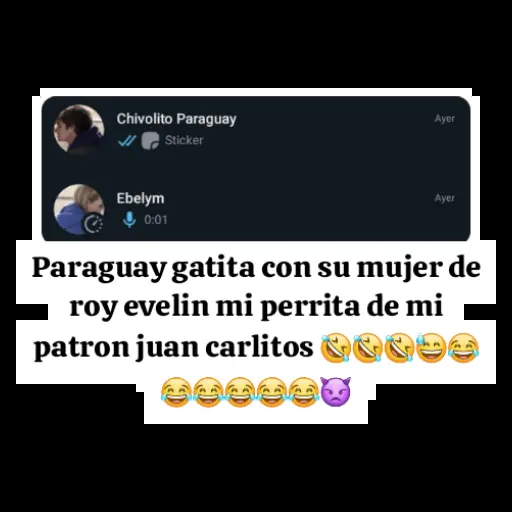 Chivolito Paraguay
Ayer
Sticker
Ebelym
Ayer
0:01
Paraguay gatita con su mujer de
roy evelin mi perrita de mi
patron juan carlitos 🤣🤣🤣😅😂
😂😂😂😂😂👿